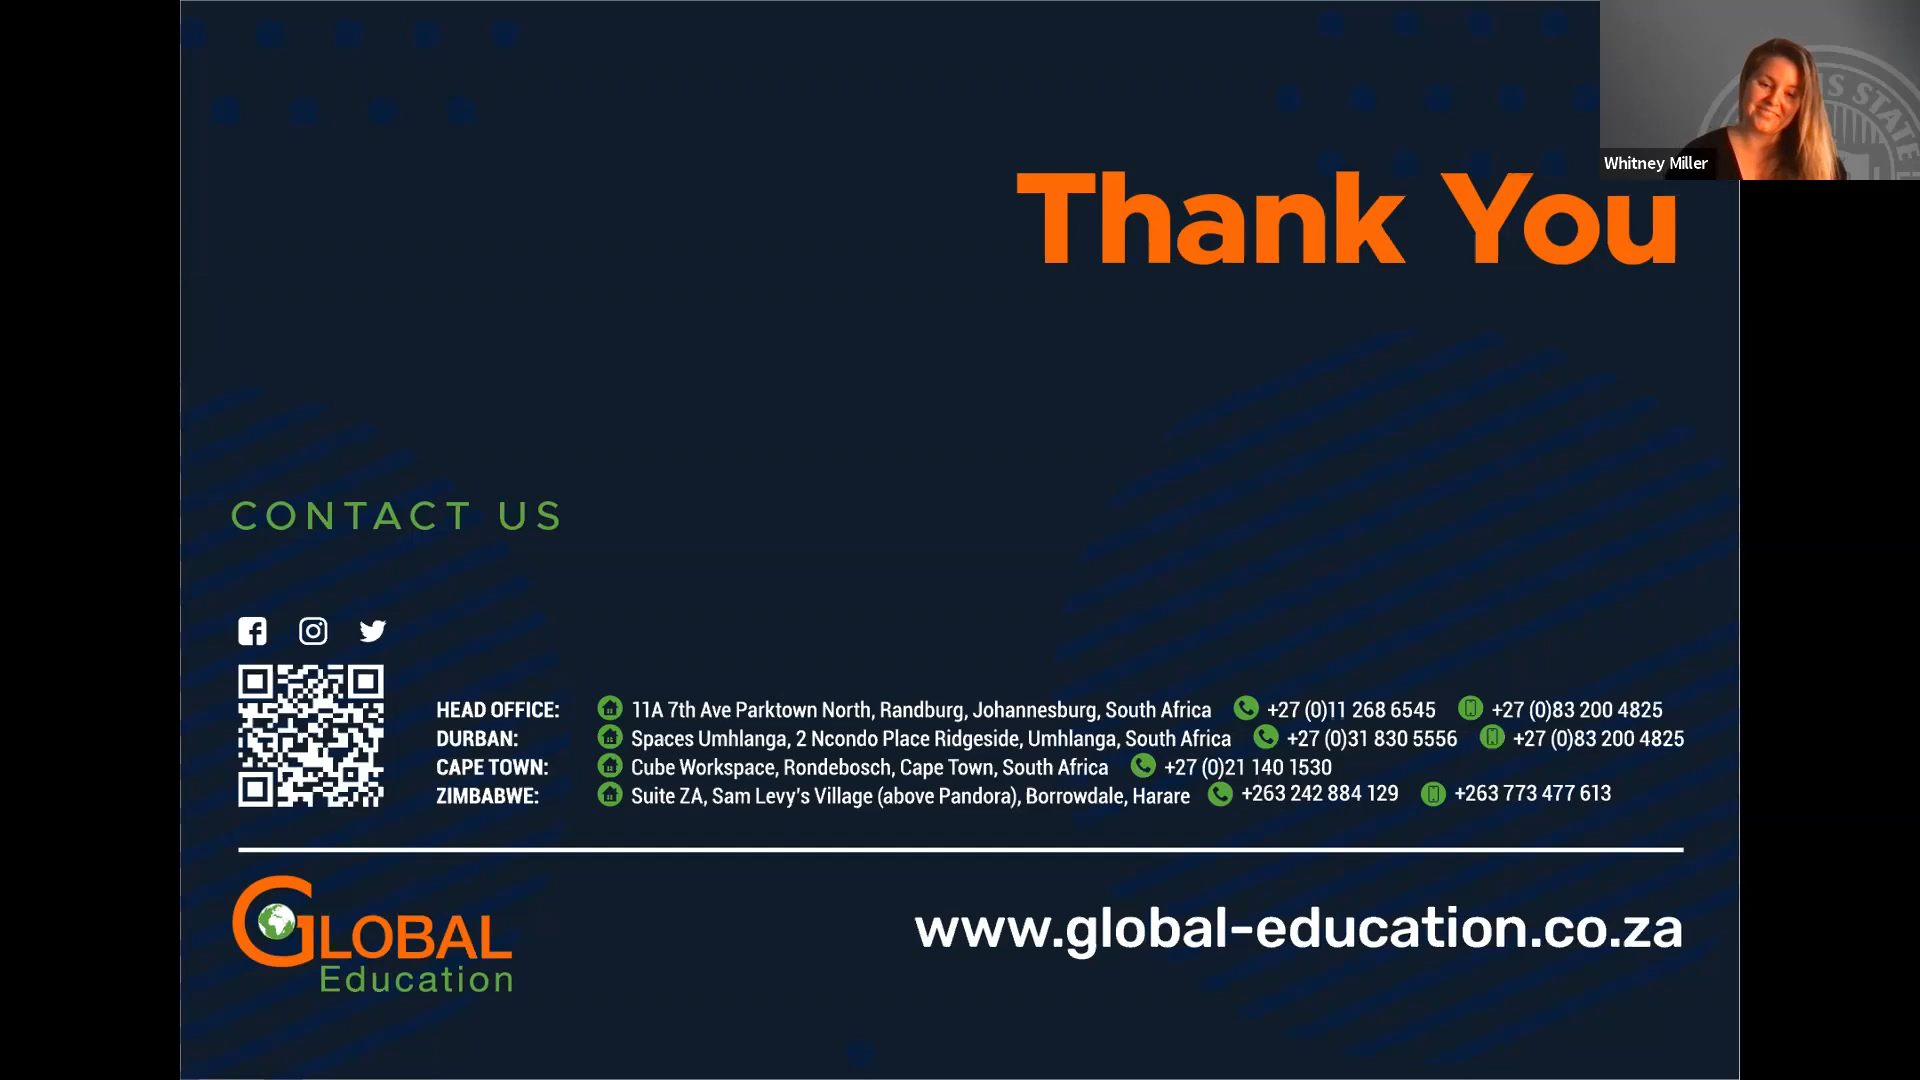 IS STATE
Whitney Miller
Thank You
CONTACT US
HEAD OFFICE: 11A 7th Ave Parktown North, Randburg, Johannesburg, South Africa +27 (0)11 268 6545 +27 (0)83 200 4825
DURBAN: Spaces Umhlanga, 2 Ncondo Place Ridgeside, Umhlanga, South Africa +27 (0)31 830 5556 +27 (0)83 200 4825
CAPE TOWN: Cube Workspace, Rondebosch, Cape Town, South Africa +27 (0)21 140 1530
ZIMBABWE: Suite ZA, Sam Levy's Village (above Pandora), Borrowdale, Harare +263 242 884 129 +263 773 477 613
GLOBAL
Education
www.global-education.co.za